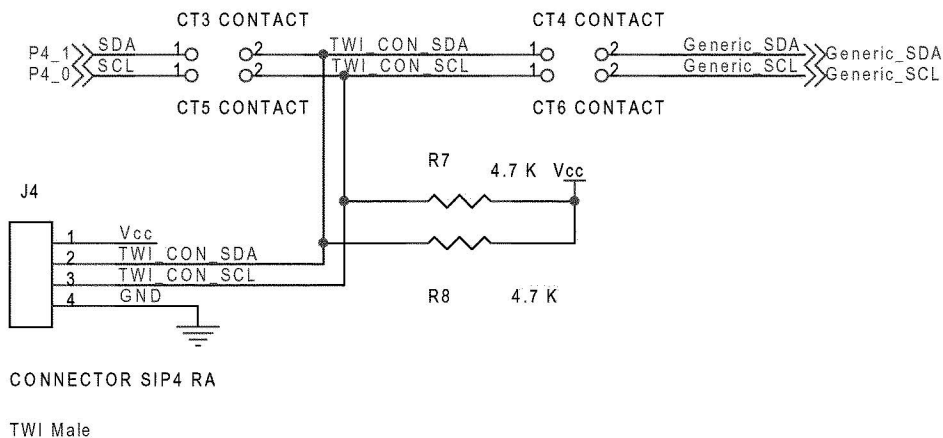 CT3 CONTACT
CT4 CONTACT
P4_1 SDA 1 2 TWI_CON_SDA 1 2 Generic_SDA Generic_SDA
P4_0 SCL 1 2 TWI_CON_SCL 1 2 Generic_SCL Generic_SCL
CT5 CONTACT
CT6 CONTACT
R7 4.7 K Vcc
J4
1 Vcc
2 TWI_CON_SDA
3 TWI_CON_SCL
4 GND
R8 4.7 K
CONNECTOR SIP4 RA
TWI Male